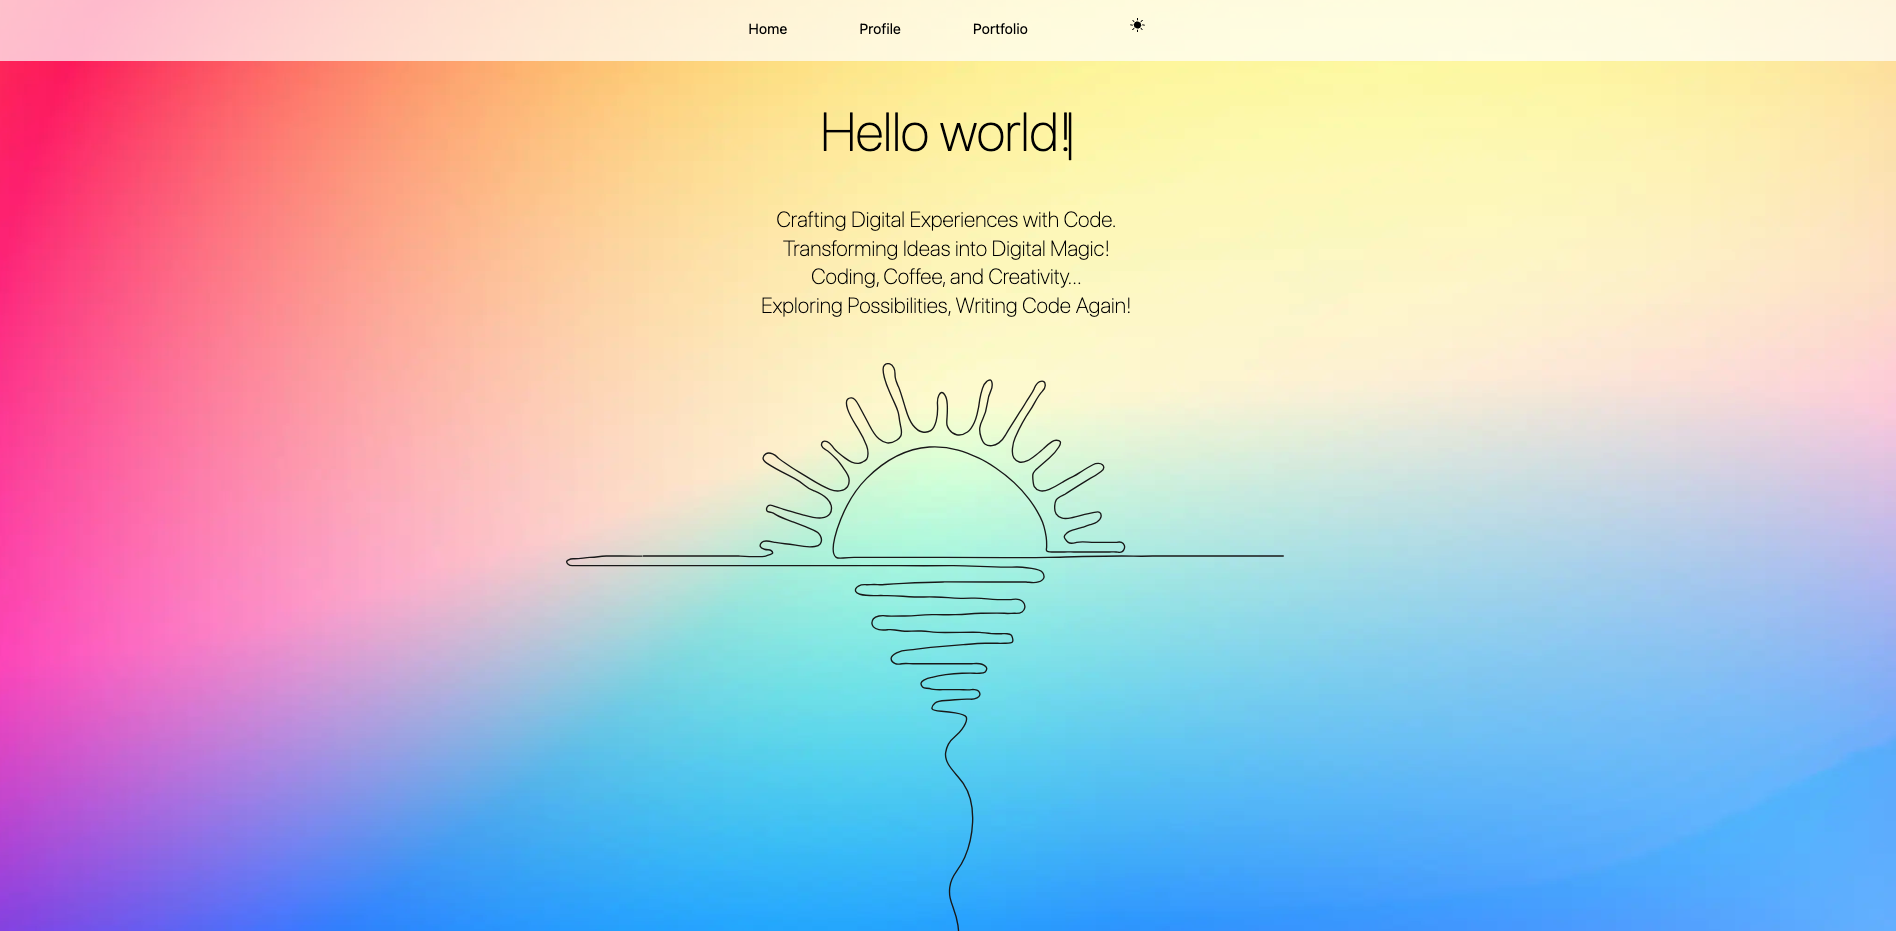 Home Profile Portfolio
Hello world!
Crafting Digital Experiences with Code.
Transforming Ideas into Digital Magic!
Coding, Coffee, and Creativity...
Exploring Possibilities, Writing Code Again!